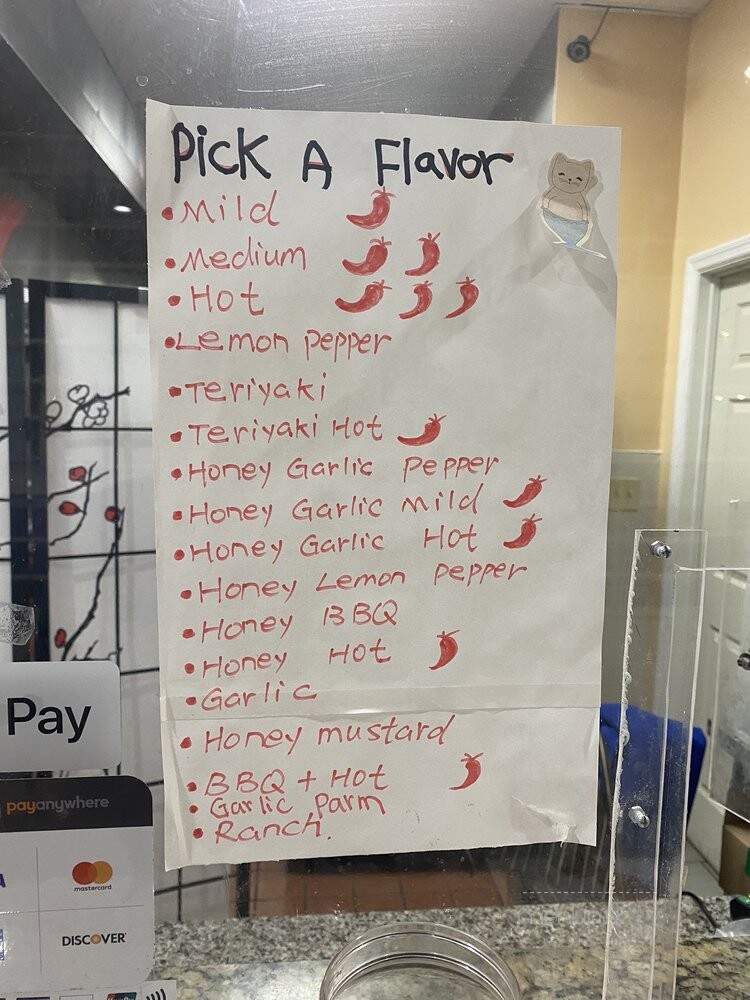 Pick A Flavor
• Mild
• Medium
• Hot
• Lemon pepper
• Teriyaki
• Teriyaki Hot
• Honey Garlic pepper
• Honey Garlic Mild
• Honey Garlic Hot
• Honey Lemon pepper
• Honey BBQ
• Honey Hot
• Garlic
• Honey mustard
• BBQ + Hot
• Garlic Parm
• Ranch.
Pay
payanywhere
mastercard
DISCOVER